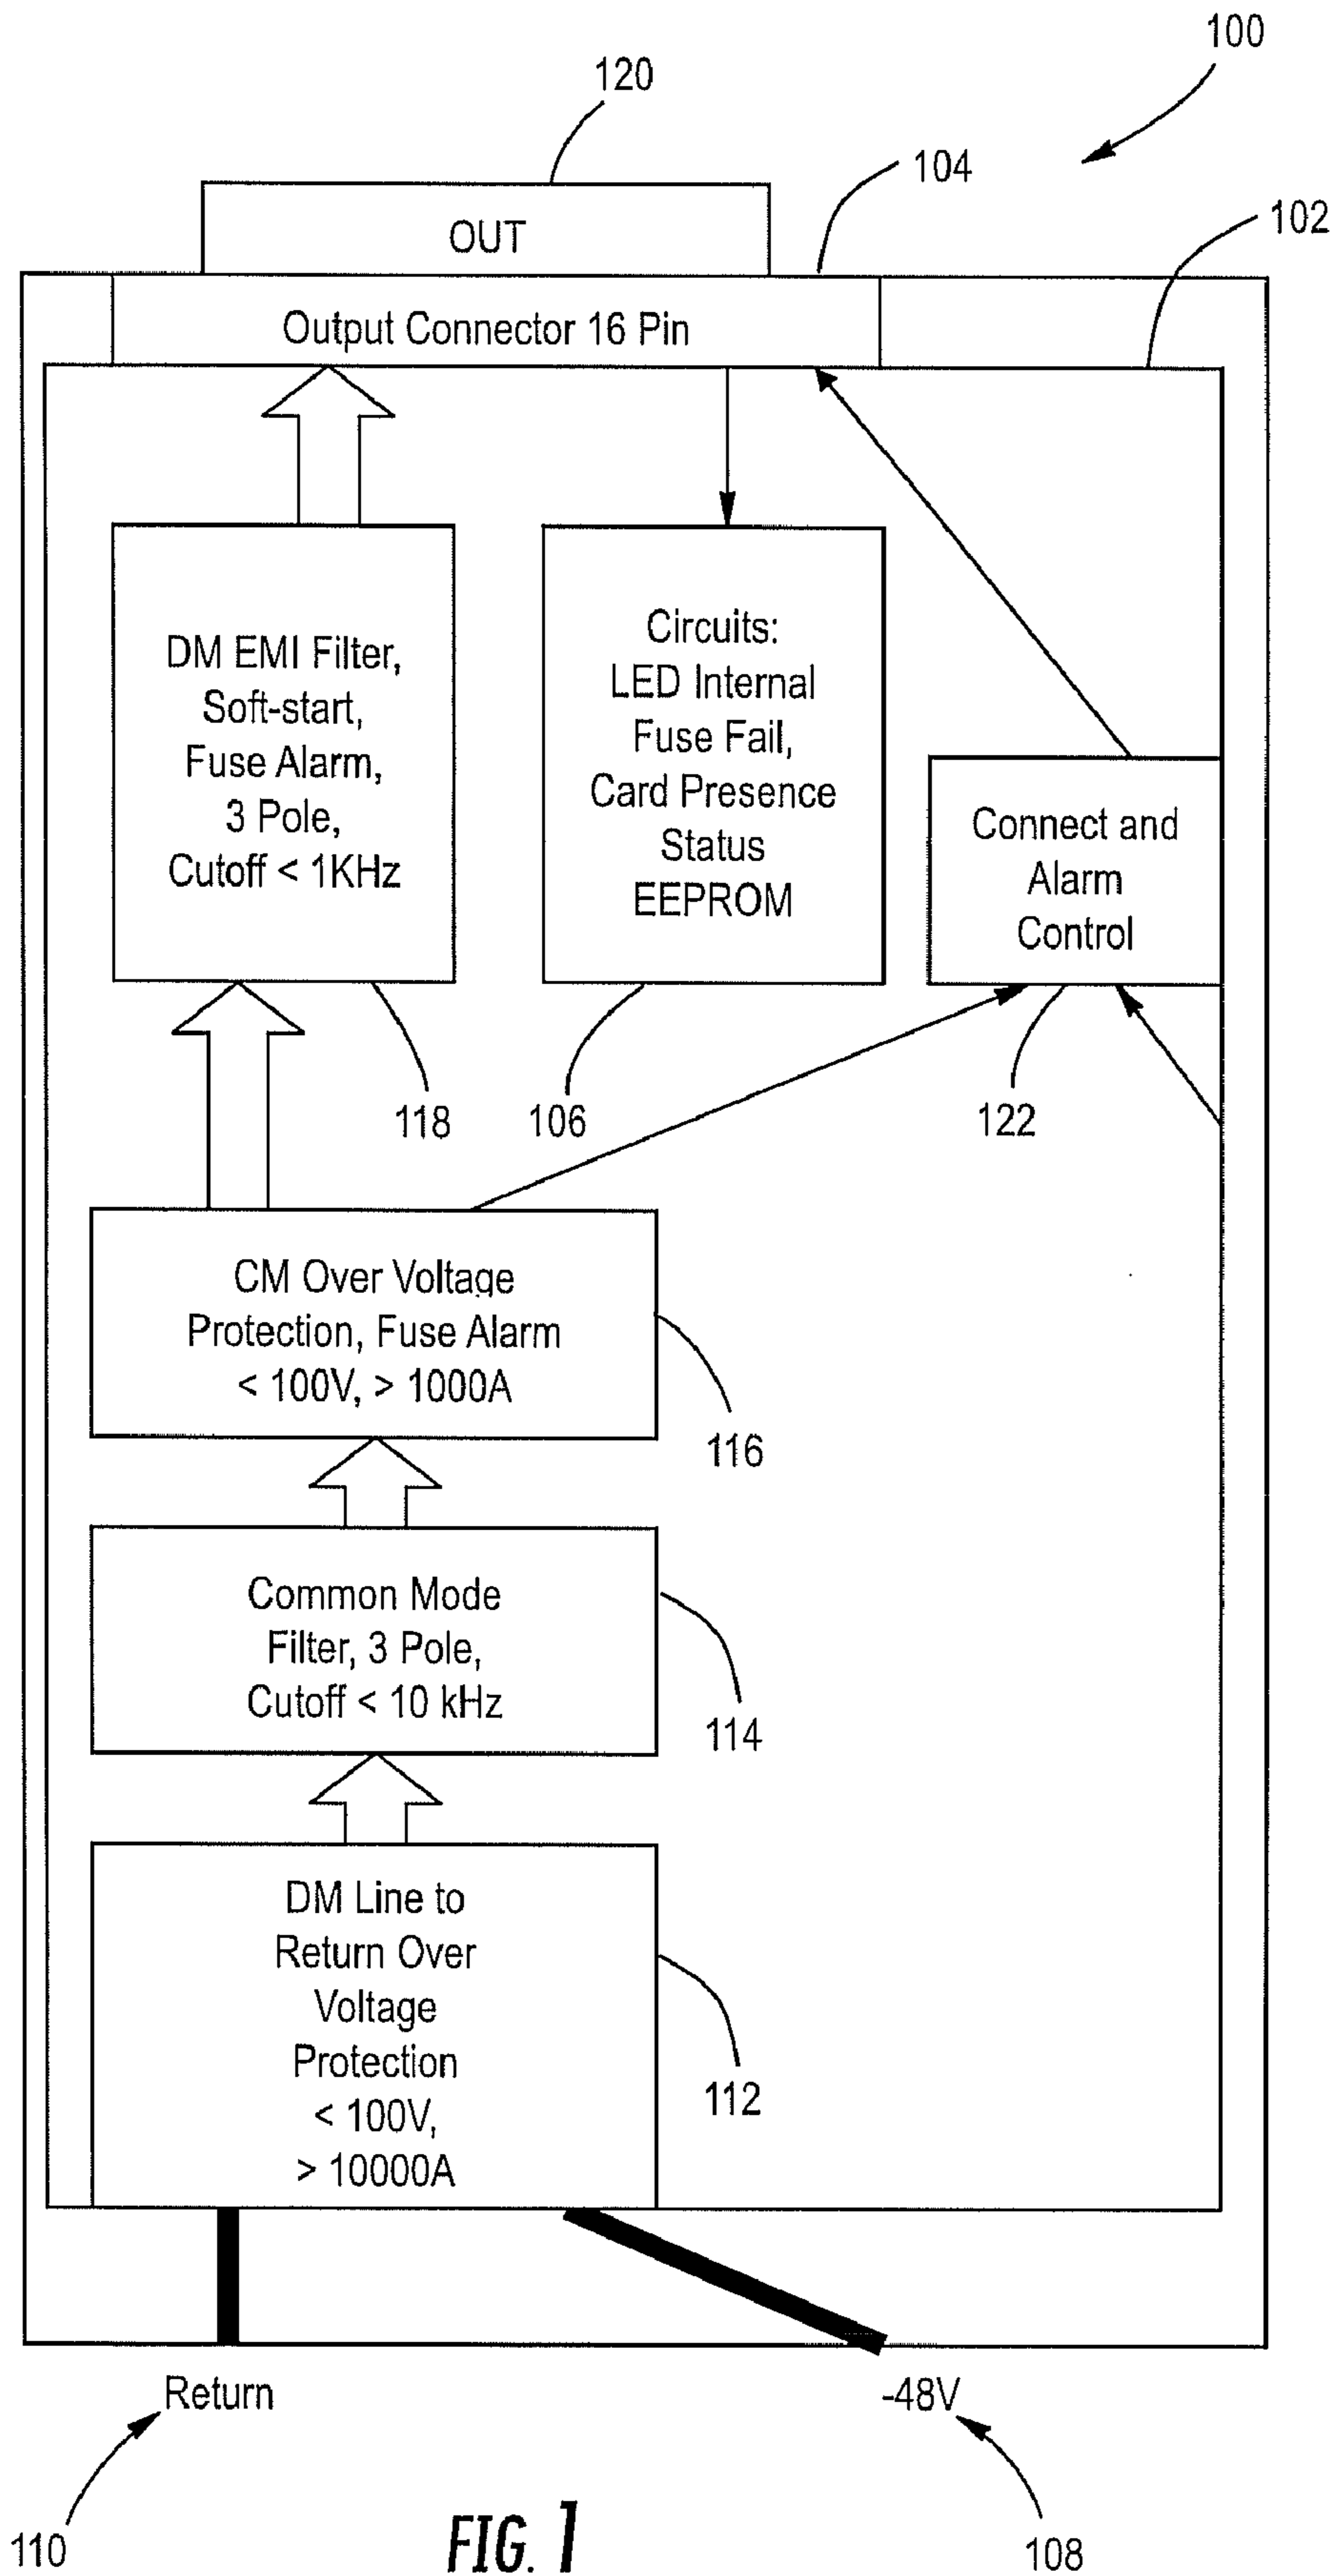 100
120
104
102
OUT
Output Connector 16 Pin
DM EMI Filter,
Soft-start,
Fuse Alarm,
3 Pole,
Cutoff < 1KHz
Circuits:
LED Internal
Fuse Fail,
Card Presence
Status
EEPROM
Connect and
Alarm
Control
118
106
122
CM Over Voltage
Protection, Fuse Alarm
< 100V, > 1000A
116
Common Mode
Filter, 3 Pole,
Cutoff < 10 kHz
114
DM Line to
Return Over
Voltage
Protection
< 100V,
> 10000A
112
Return
-48V
110
108
FIG. 1